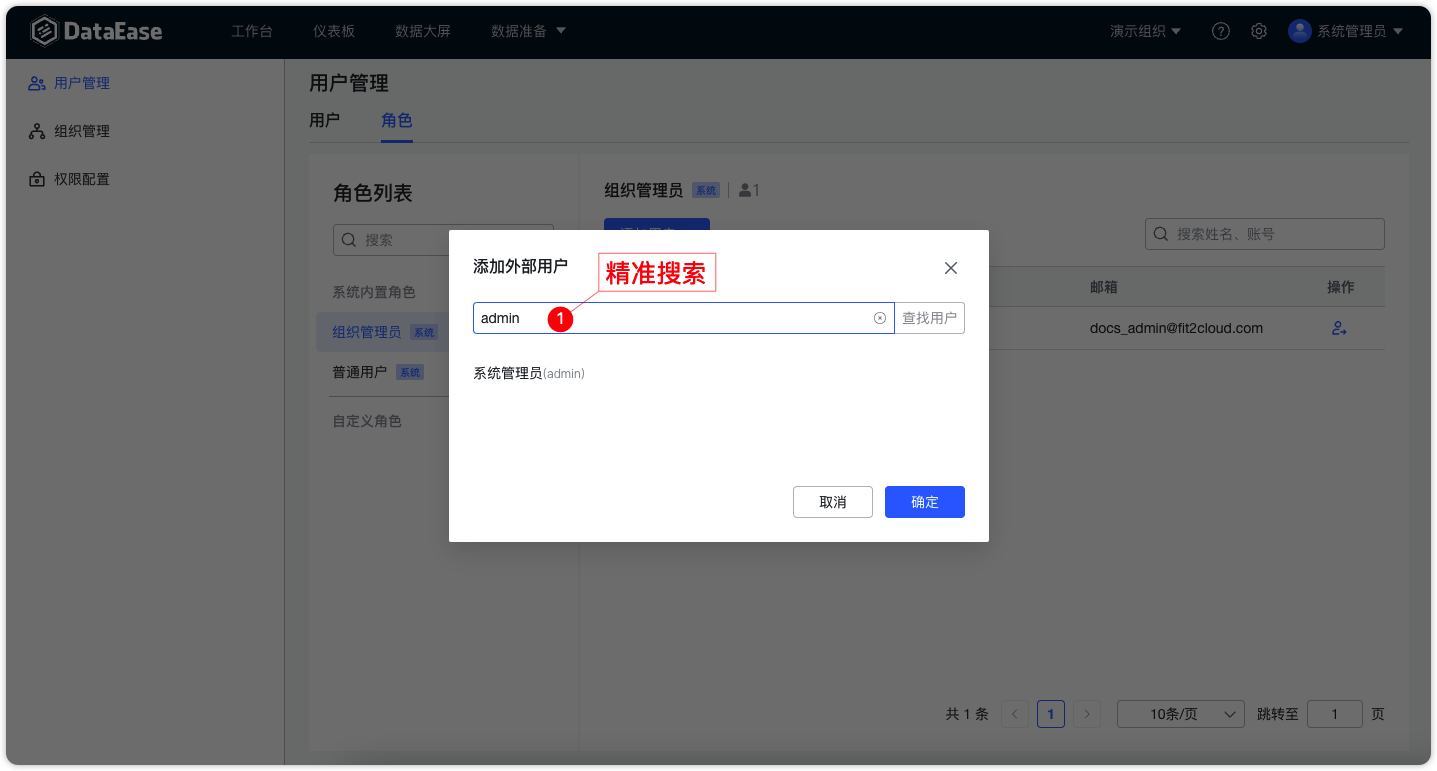 DataEase
工作台
仪表板
数据大屏
数据准备
演示组织
系统管理员
用户管理
组织管理
权限配置
用户管理
用户
角色
角色列表
搜索
系统内置角色
组织管理员 系统
普通用户 系统
自定义角色
组织管理员 系统 1
搜索姓名、账号
邮箱
操作
docs_admin@fit2cloud.com
添加外部用户
精准搜索
admin
1
查找用户
系统管理员(admin)
取消
确定
共 1 条
1
10条/页
跳转至
1
页